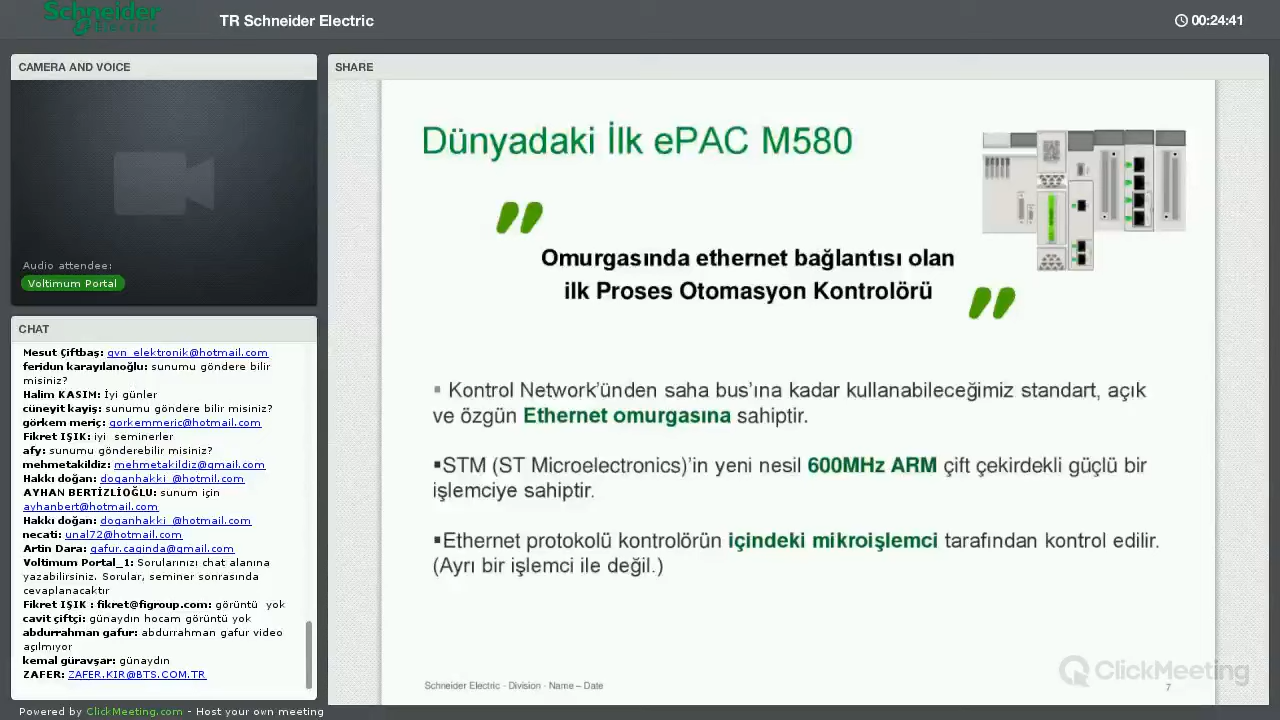 Schneider
Electric
TR Schneider Electric
00:24:41
CAMERA AND VOICE
Audio attendee:
Voltimum Portal
CHAT
Mesut Çiftbaş: gvn_elektronik@hotmail.com
feridun karayılanoğlu: sunumu göndere bilir
misiniz?
Halim KASIM: İyi günler
cüneyit kayiş: sunumu göndere bilir misiniz?
görkem meriç: gorkemmeric@hotmail.com
Fikret IŞIK: iyi seminerler
afy: sunumu gönderebilir misiniz?
mehmetakildiz: mehmetakildiz@gmail.com
Hakkı doğan: doganhakki_@hotmil.com
AYHAN BERTİZLİOĞLU: sunum için
ayhanbert@hotmail.com
Hakkı doğan: doganhakki_@hotmail.com
necati: unal72@hotmail.com
Artin Dara: gafur.caginda@gmail.com
Voltimum Portal_1: Sorularınızı chat alanına
yazabilirsiniz. Sorular, seminer sonrasında
cevaplanacaktır
Fikret IŞIK : fikret@figroup.com: görüntü yok
cavit çiftçi: günaydın hocam görüntü yok
abdurrahman gafur: abdurrahman gafur video
açılmıyor
kemal güravşar: günaydın
ZAFER: ZAFER.KIR@BTS.COM.TR
SHARE
Dünyadaki İlk ePAC M580
Omurgasında ethernet bağlantısı olan
ilk Proses Otomasyon Kontrolörü
▪ Kontrol Network’ünden saha bus’ına kadar kullanabileceğimiz standart, açık
ve özgün Ethernet omurgasına sahiptir.
▪STM (ST Microelectronics)’in yeni nesil 600MHz ARM çift çekirdekli güçlü bir
işlemciye sahiptir.
▪Ethernet protokolü kontrolörün içindeki mikroişlemci tarafından kontrol edilir.
(Ayrı bir işlemci ile değil.)
Schneider Electric - Division - Name – Date
7
ClickMeeting
Powered by ClickMeeting.com - Host your own meeting